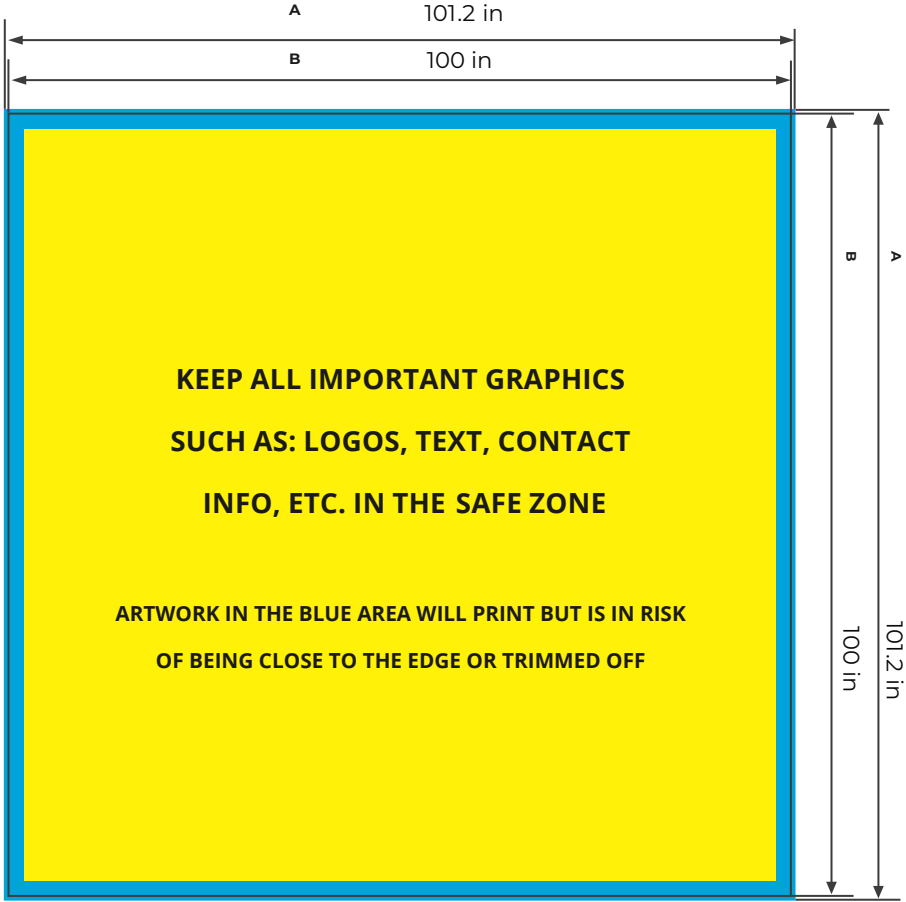 A 101.2 in
B 100 in
KEEP ALL IMPORTANT GRAPHICS
SUCH AS: LOGOS, TEXT, CONTACT
INFO, ETC. IN THE SAFE ZONE
ARTWORK IN THE BLUE AREA WILL PRINT BUT IS IN RISK
OF BEING CLOSE TO THE EDGE OR TRIMMED OFF
A 101.2 in
B 100 in